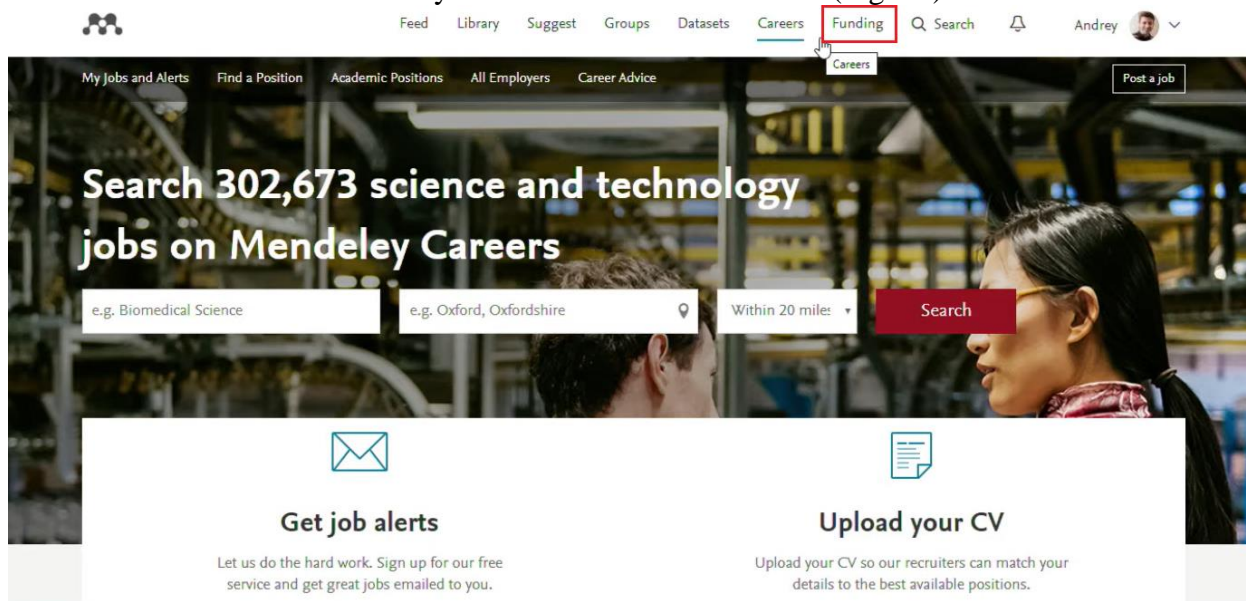 Feed Library Suggest Groups Datasets Careers Funding Search Andrey
Careers
My Jobs and Alerts Find a Position Academic Positions All Employers Career Advice Post a job
Search 302,673 science and technology
jobs on Mendeley Careers
e.g. Biomedical Science e.g. Oxford, Oxfordshire Within 20 miles Search
Get job alerts Upload your CV
Let us do the hard work. Sign up for our free Upload your CV so our recruiters can match your
service and get great jobs emailed to you. details to the best available positions.